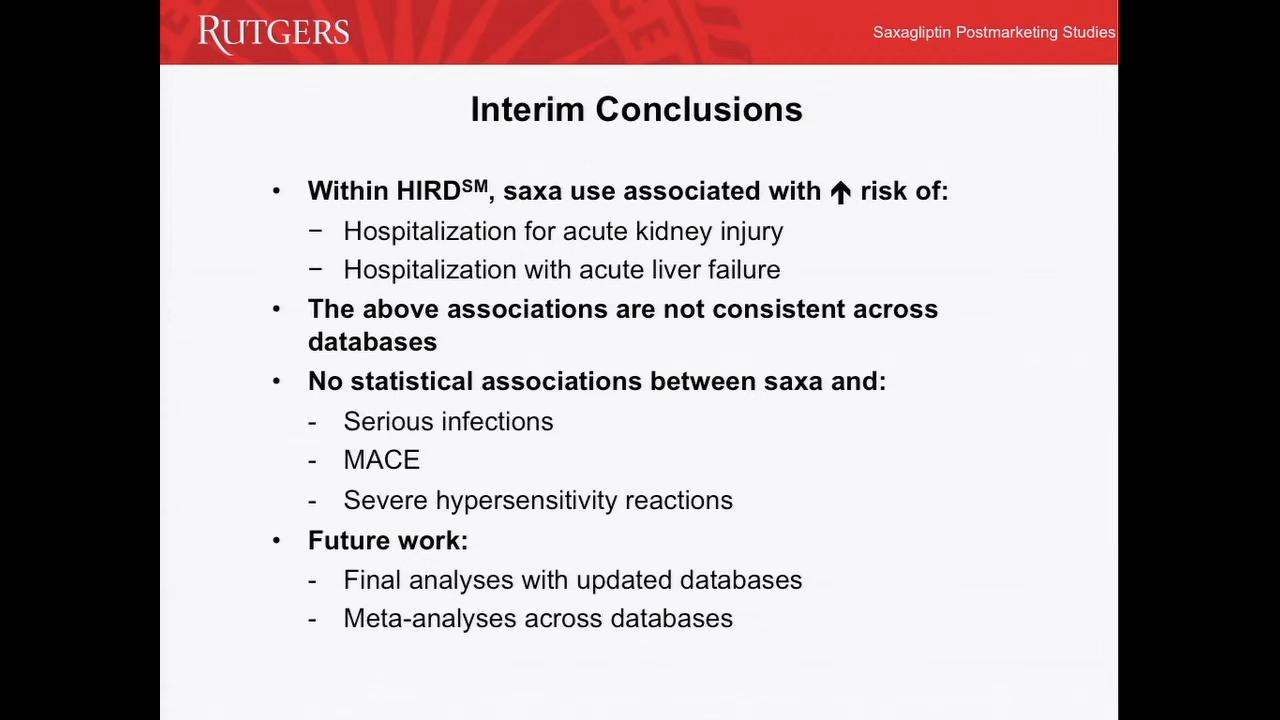 RUTGERS
Saxagliptin Postmarketing Studies
Interim Conclusions
• Within HIRD℠, saxa use associated with 🡅 risk of:
− Hospitalization for acute kidney injury
− Hospitalization with acute liver failure
• The above associations are not consistent across
databases
• No statistical associations between saxa and:
- Serious infections
- MACE
- Severe hypersensitivity reactions
• Future work:
- Final analyses with updated databases
- Meta-analyses across databases